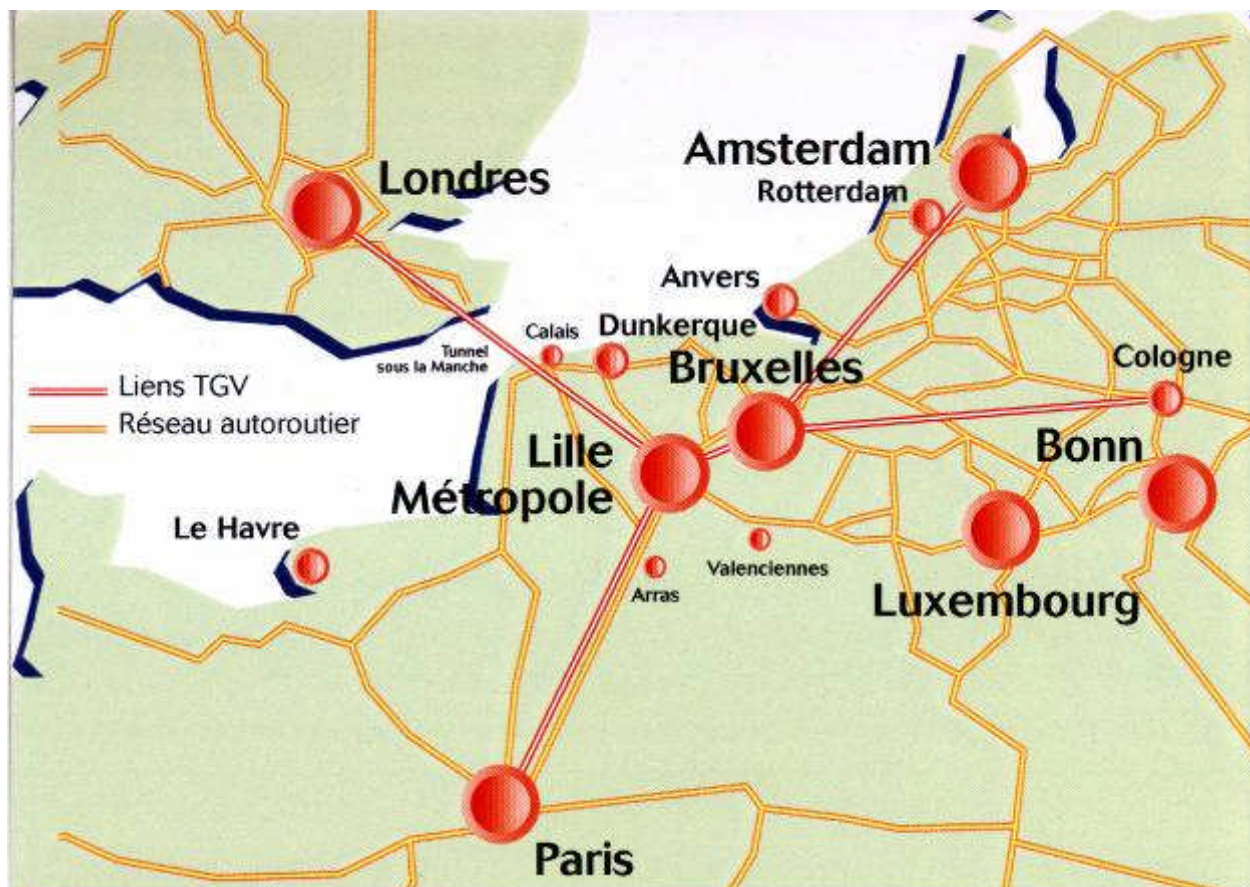 Amsterdam
Londres
Rotterdam
Anvers
Calais
Dunkerque
Tunnel
sous la Manche
Bruxelles
Cologne
Liens TGV
Réseau autoroutier
Lille
Métropole
Bonn
Le Havre
Valenciennes
Arras
Luxembourg
Paris